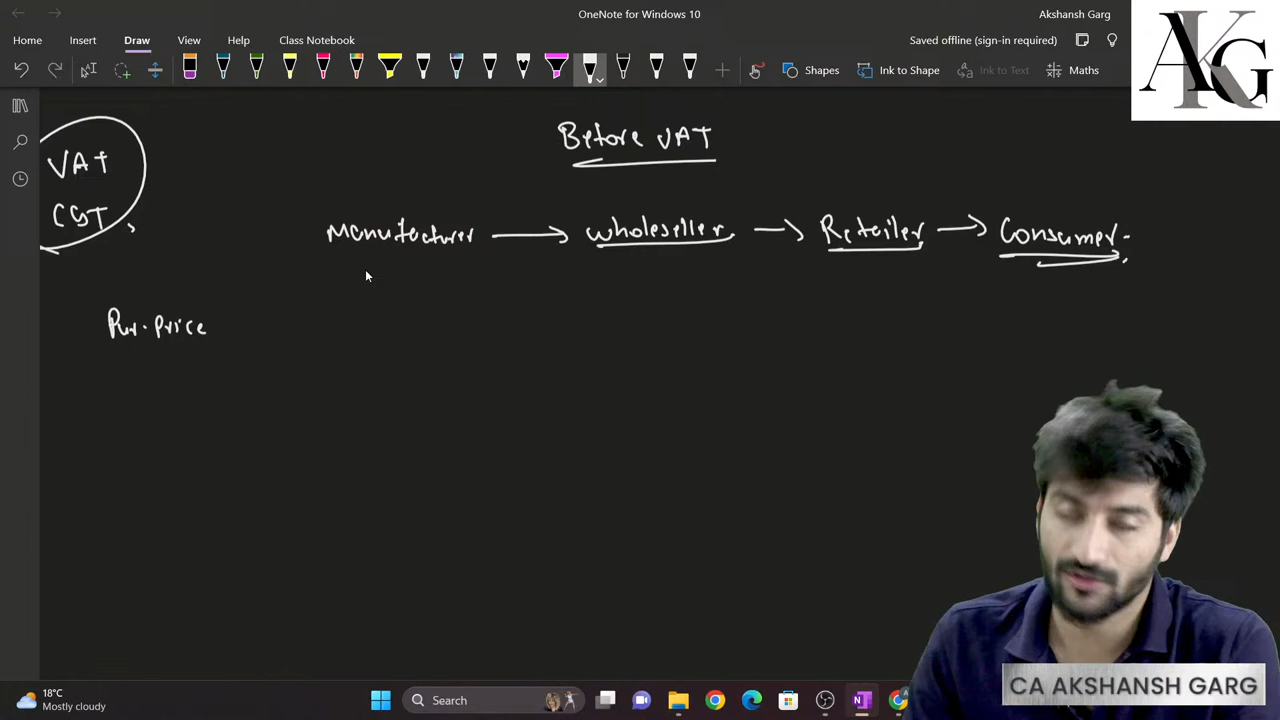 OneNote for Windows 10
Akshansh Garg
Home Insert Draw View Help Class Notebook
Saved offline (sign-in required)
Shapes Ink to Shape Ink to Text Maths
AKG
Before VAT
VAT
CST
Manufacturer → wholeseller → Retailer → Consumer
Pur. Price
CA AKSHANSH GARG
18°C
Mostly cloudy
Search